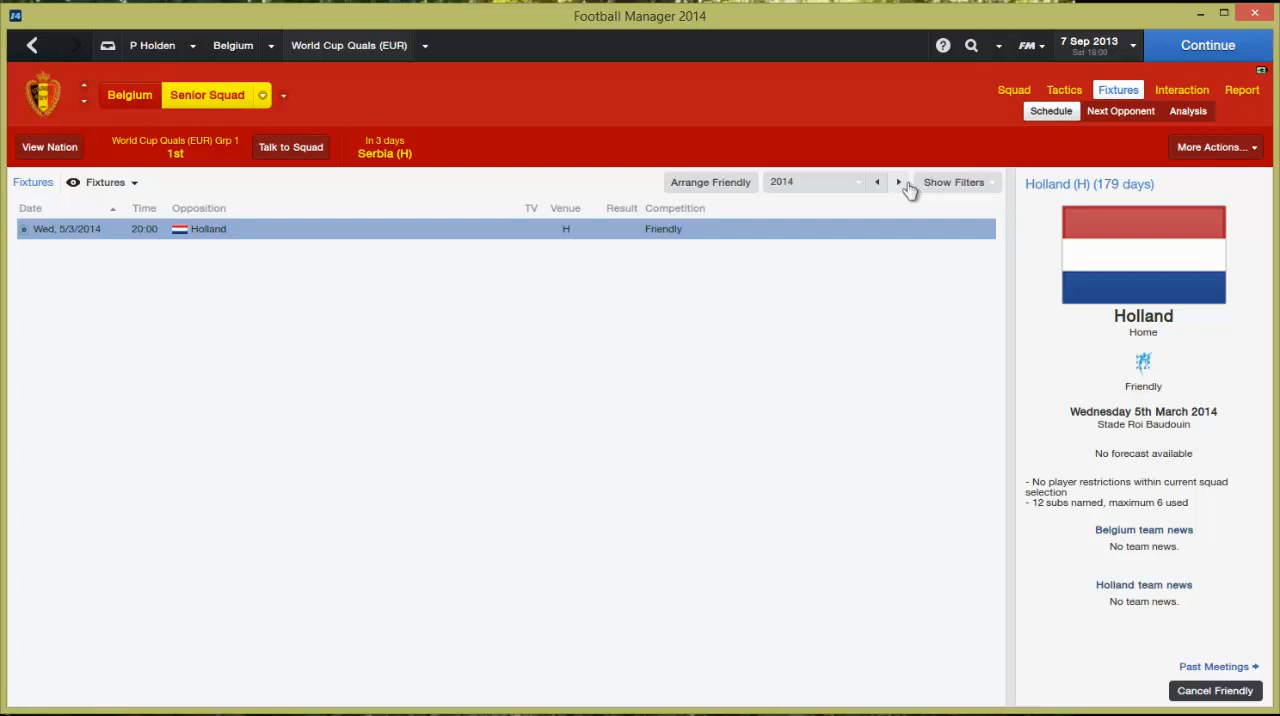 Football Manager 2014
P Holden
Belgium
World Cup Quals (EUR)
FM
7 Sep 2013
Sat 18:00
Continue
Belgium
Senior Squad
Squad
Tactics
Fixtures
Interaction
Report
Schedule
Next Opponent
Analysis
View Nation
World Cup Quals (EUR) Grp 1
1st
Talk to Squad
In 3 days
Serbia (H)
More Actions...
Fixtures
Fixtures
Arrange Friendly
2014
Show Filters
Date
Time
Opposition
TV
Venue
Result
Competition
Wed, 5/3/2014
20:00
Holland
H
Friendly
Holland (H) (179 days)
Holland
Home
Friendly
Wednesday 5th March 2014
Stade Roi Baudouin
No forecast available
- No player restrictions within current squad
selection
- 12 subs named, maximum 6 used
Belgium team news
No team news.
Holland team news
No team news.
Past Meetings
Cancel Friendly